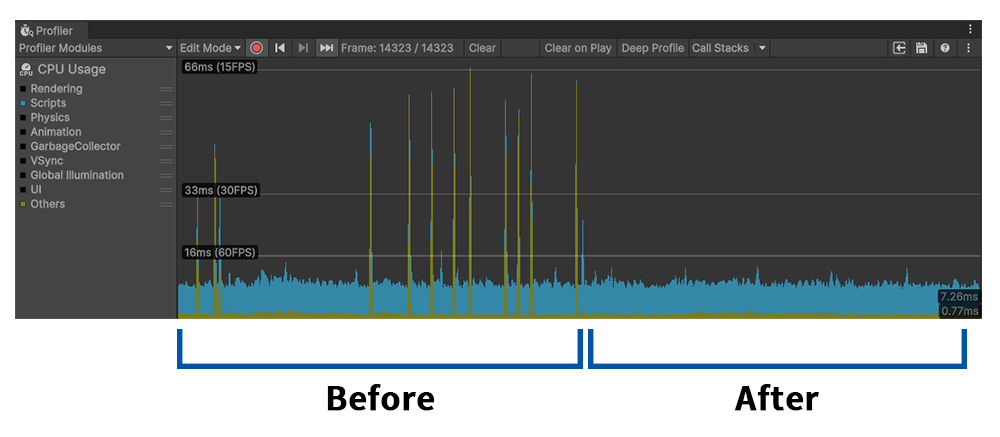 Profiler
Profiler Modules Edit Mode Frame: 14323 / 14323 Clear Clear on Play Deep Profile Call Stacks
CPU Usage
Rendering
Scripts
Physics
Animation
GarbageCollector
VSync
Global Illumination
UI
Others
66ms (15FPS)
33ms (30FPS)
16ms (60FPS)
7.26ms
0.77ms
Before After